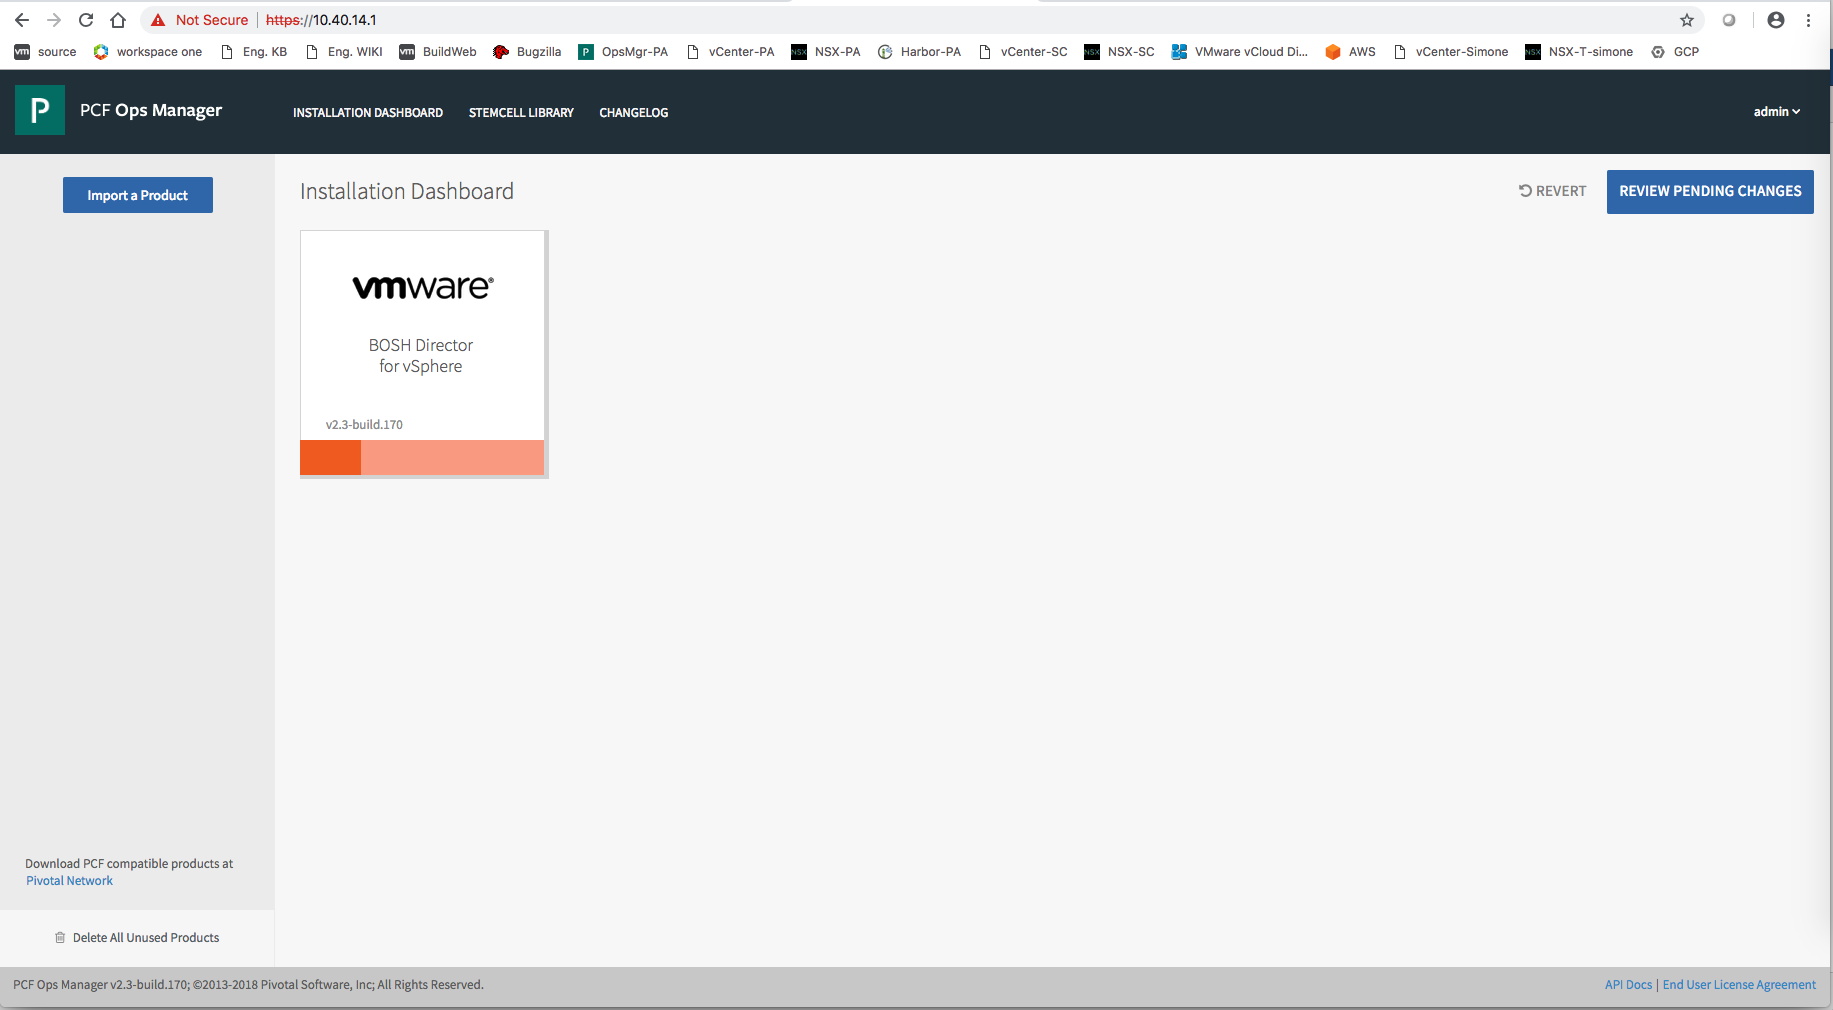 Not Secure | https://10.40.14.1
vm source workspace one Eng. KB Eng. WIKI vm BuildWeb Bugzilla P OpsMgr-PA vCenter-PA NSX NSX-PA Harbor-PA vCenter-SC NSX NSX-SC VMware vCloud Di... AWS vCenter-Simone NSX NSX-T-simone GCP
P PCF Ops Manager INSTALLATION DASHBOARD STEMCELL LIBRARY CHANGELOG admin
Import a Product
Installation Dashboard
REVERT
REVIEW PENDING CHANGES
vmware®
BOSH Director
for vSphere
v2.3-build.170
Download PCF compatible products at
Pivotal Network
Delete All Unused Products
PCF Ops Manager v2.3-build.170; ©2013-2018 Pivotal Software, Inc; All Rights Reserved.
API Docs | End User License Agreement